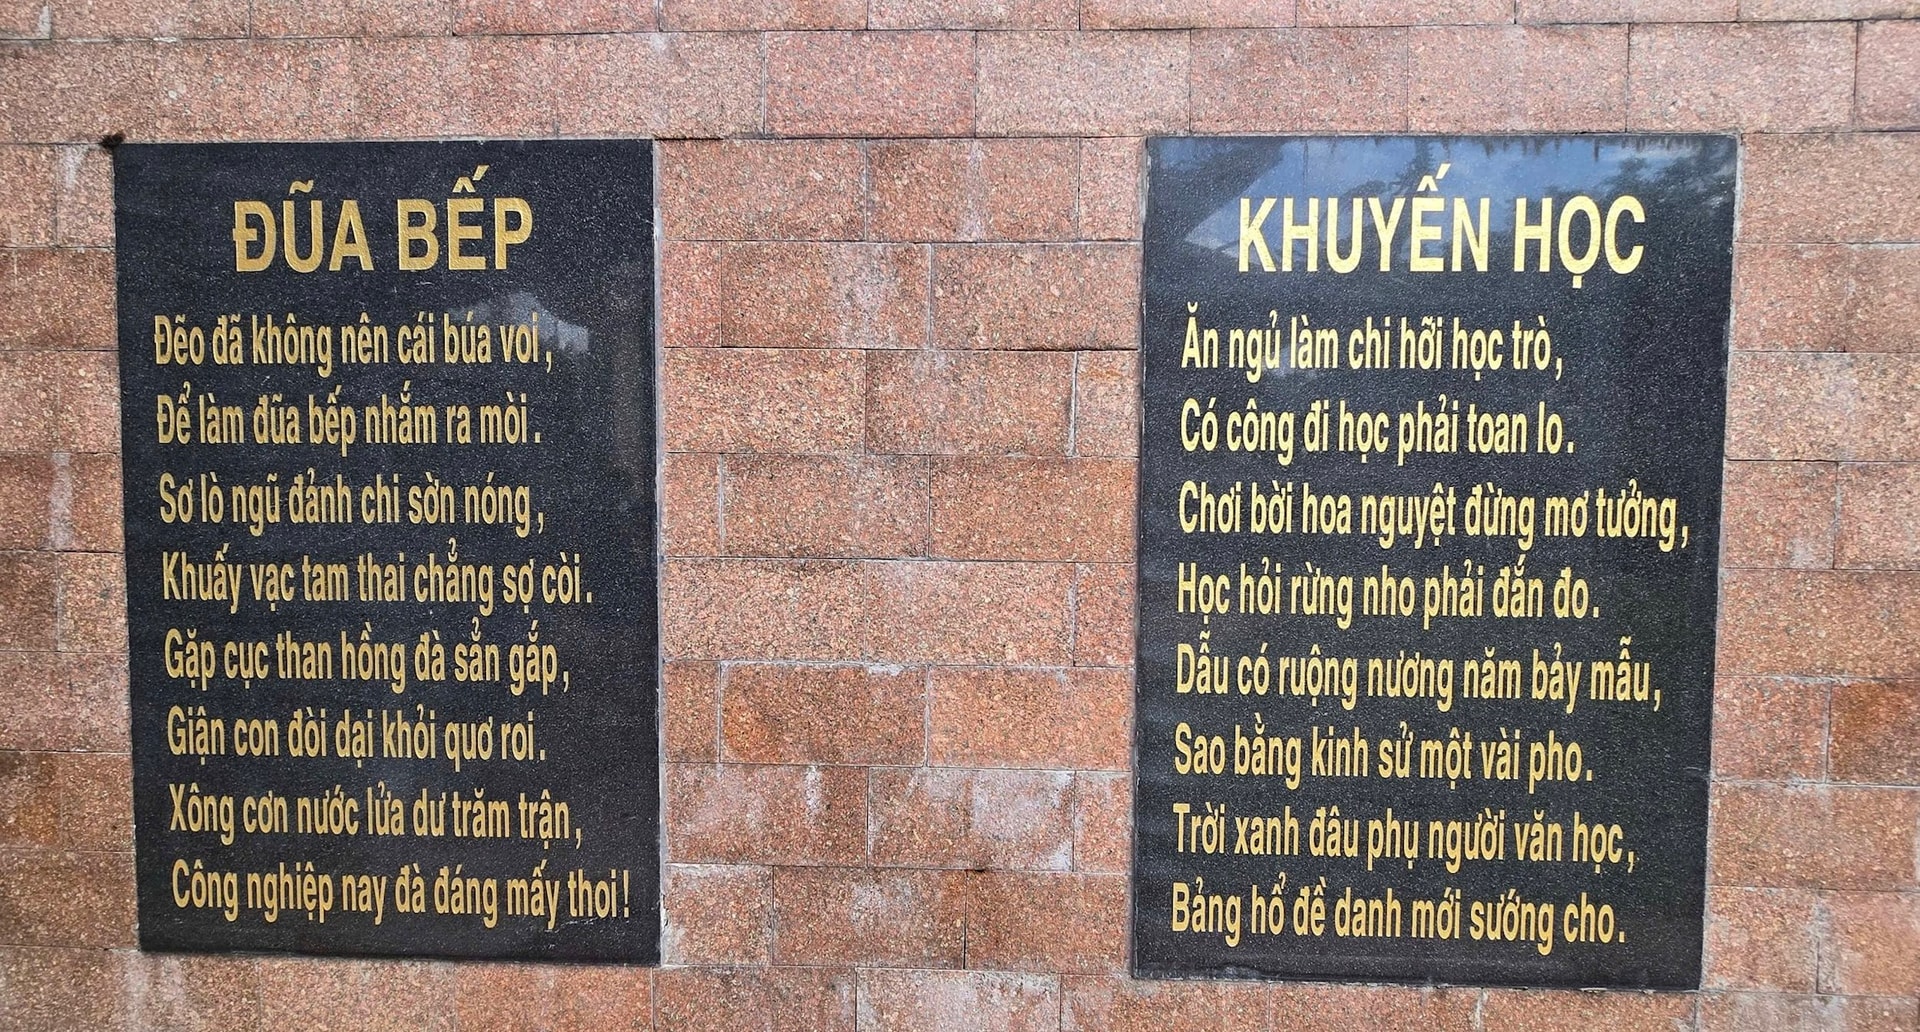 ĐŨA BẾP
Đẽo đã không nên cái búa voi,
Để làm đũa bếp nhắm ra mòi.
Sơ lò ngũ đảnh chi sờn nóng,
Khuấy vạc tam thai chẳng sợ còi.
Gặp cục than hồng đà sẳn gắp,
Giận con đòi dại khỏi quơ roi.
Xông cơn nước lửa dư trăm trận,
Công nghiệp nay đà đáng mấy thoi!
KHUYẾN HỌC
Ăn ngủ làm chi hỡi học trò,
Có công đi học phải toan lo.
Chơi bời hoa nguyệt đừng mơ tưởng,
Học hỏi rừng nho phải đắn đo.
Dẫu có ruộng nương năm bảy mẫu,
Sao bằng kinh sử một vài pho.
Trời xanh đâu phụ người văn học,
Bảng hổ đề danh mới sướng cho.